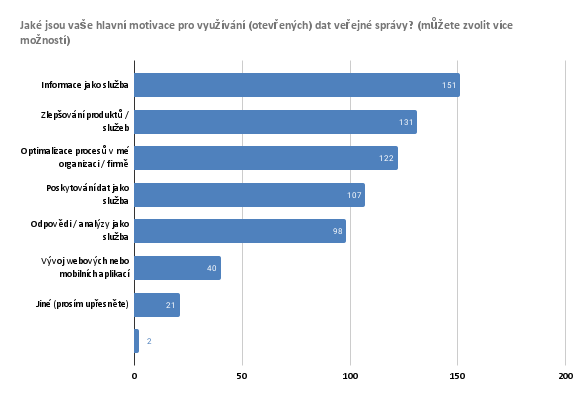 Jaké jsou vaše hlavní motivace pro využívání (otevřených) dat veřejné správy? (můžete zvolit více
možností)
Informace jako služba
151
Zlepšování produktů /
služeb
131
Optimalizace procesů v mé
organizaci / firmě
122
Poskytování dat jako
služba
107
Odpovědi / analýzy jako
služba
98
Vývoj webových nebo
mobilních aplikací
40
Jiné (prosím upřesněte)
21
2
0 50 100 150 200